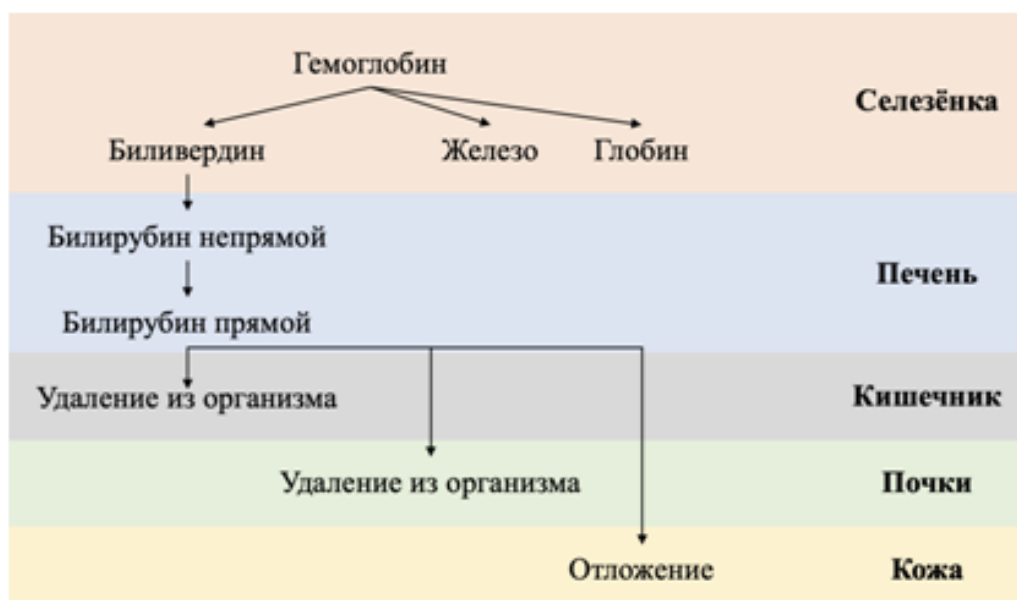 Гемоглобин
Селезёнка
Биливердин Железо Глобин
Билирубин непрямой
Печень
Билирубин прямой
Удаление из организма Кишечник
Удаление из организма Почки
Отложение Кожа